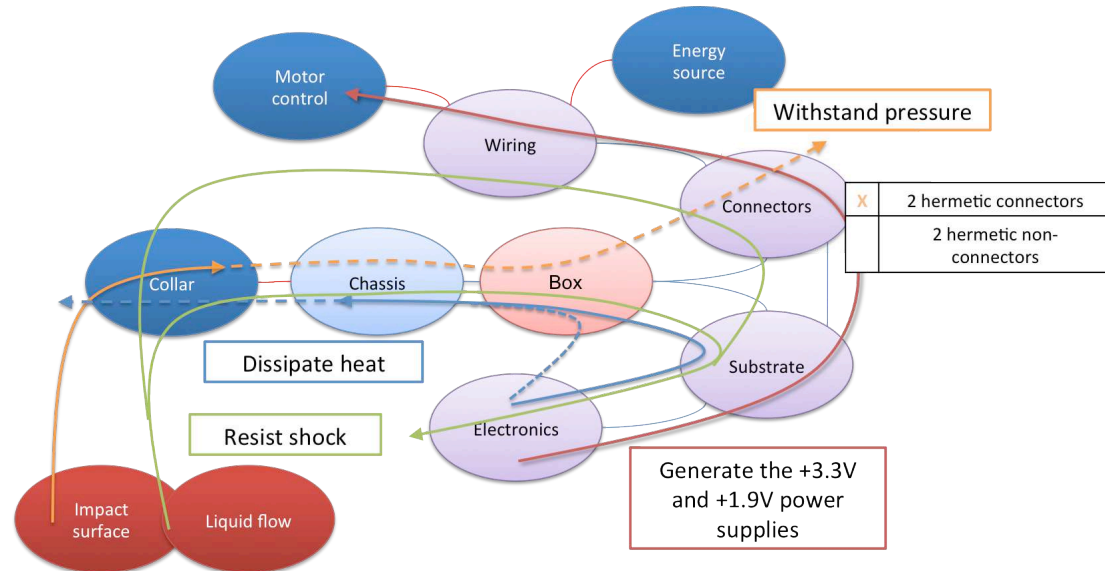 Energy
source
Motor
control
Withstand pressure
Wiring
Connectors
X 2 hermetic connectors
2 hermetic non-
connectors
Collar
Chassis
Box
Dissipate heat
Substrate
Resist shock
Electronics
Generate the +3.3V
and +1.9V power
supplies
Impact
surface
Liquid flow